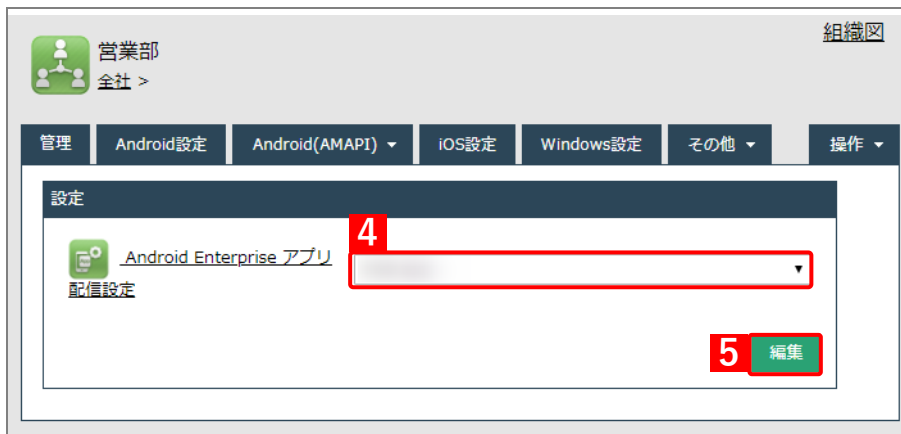 組織図
営業部
全社 >
管理 Android設定 Android(AMAPI) ▼ iOS設定 Windows設定 その他 ▼ 操作 ▼
設定
4
Android Enterprise アプリ
配信設定
5 編集